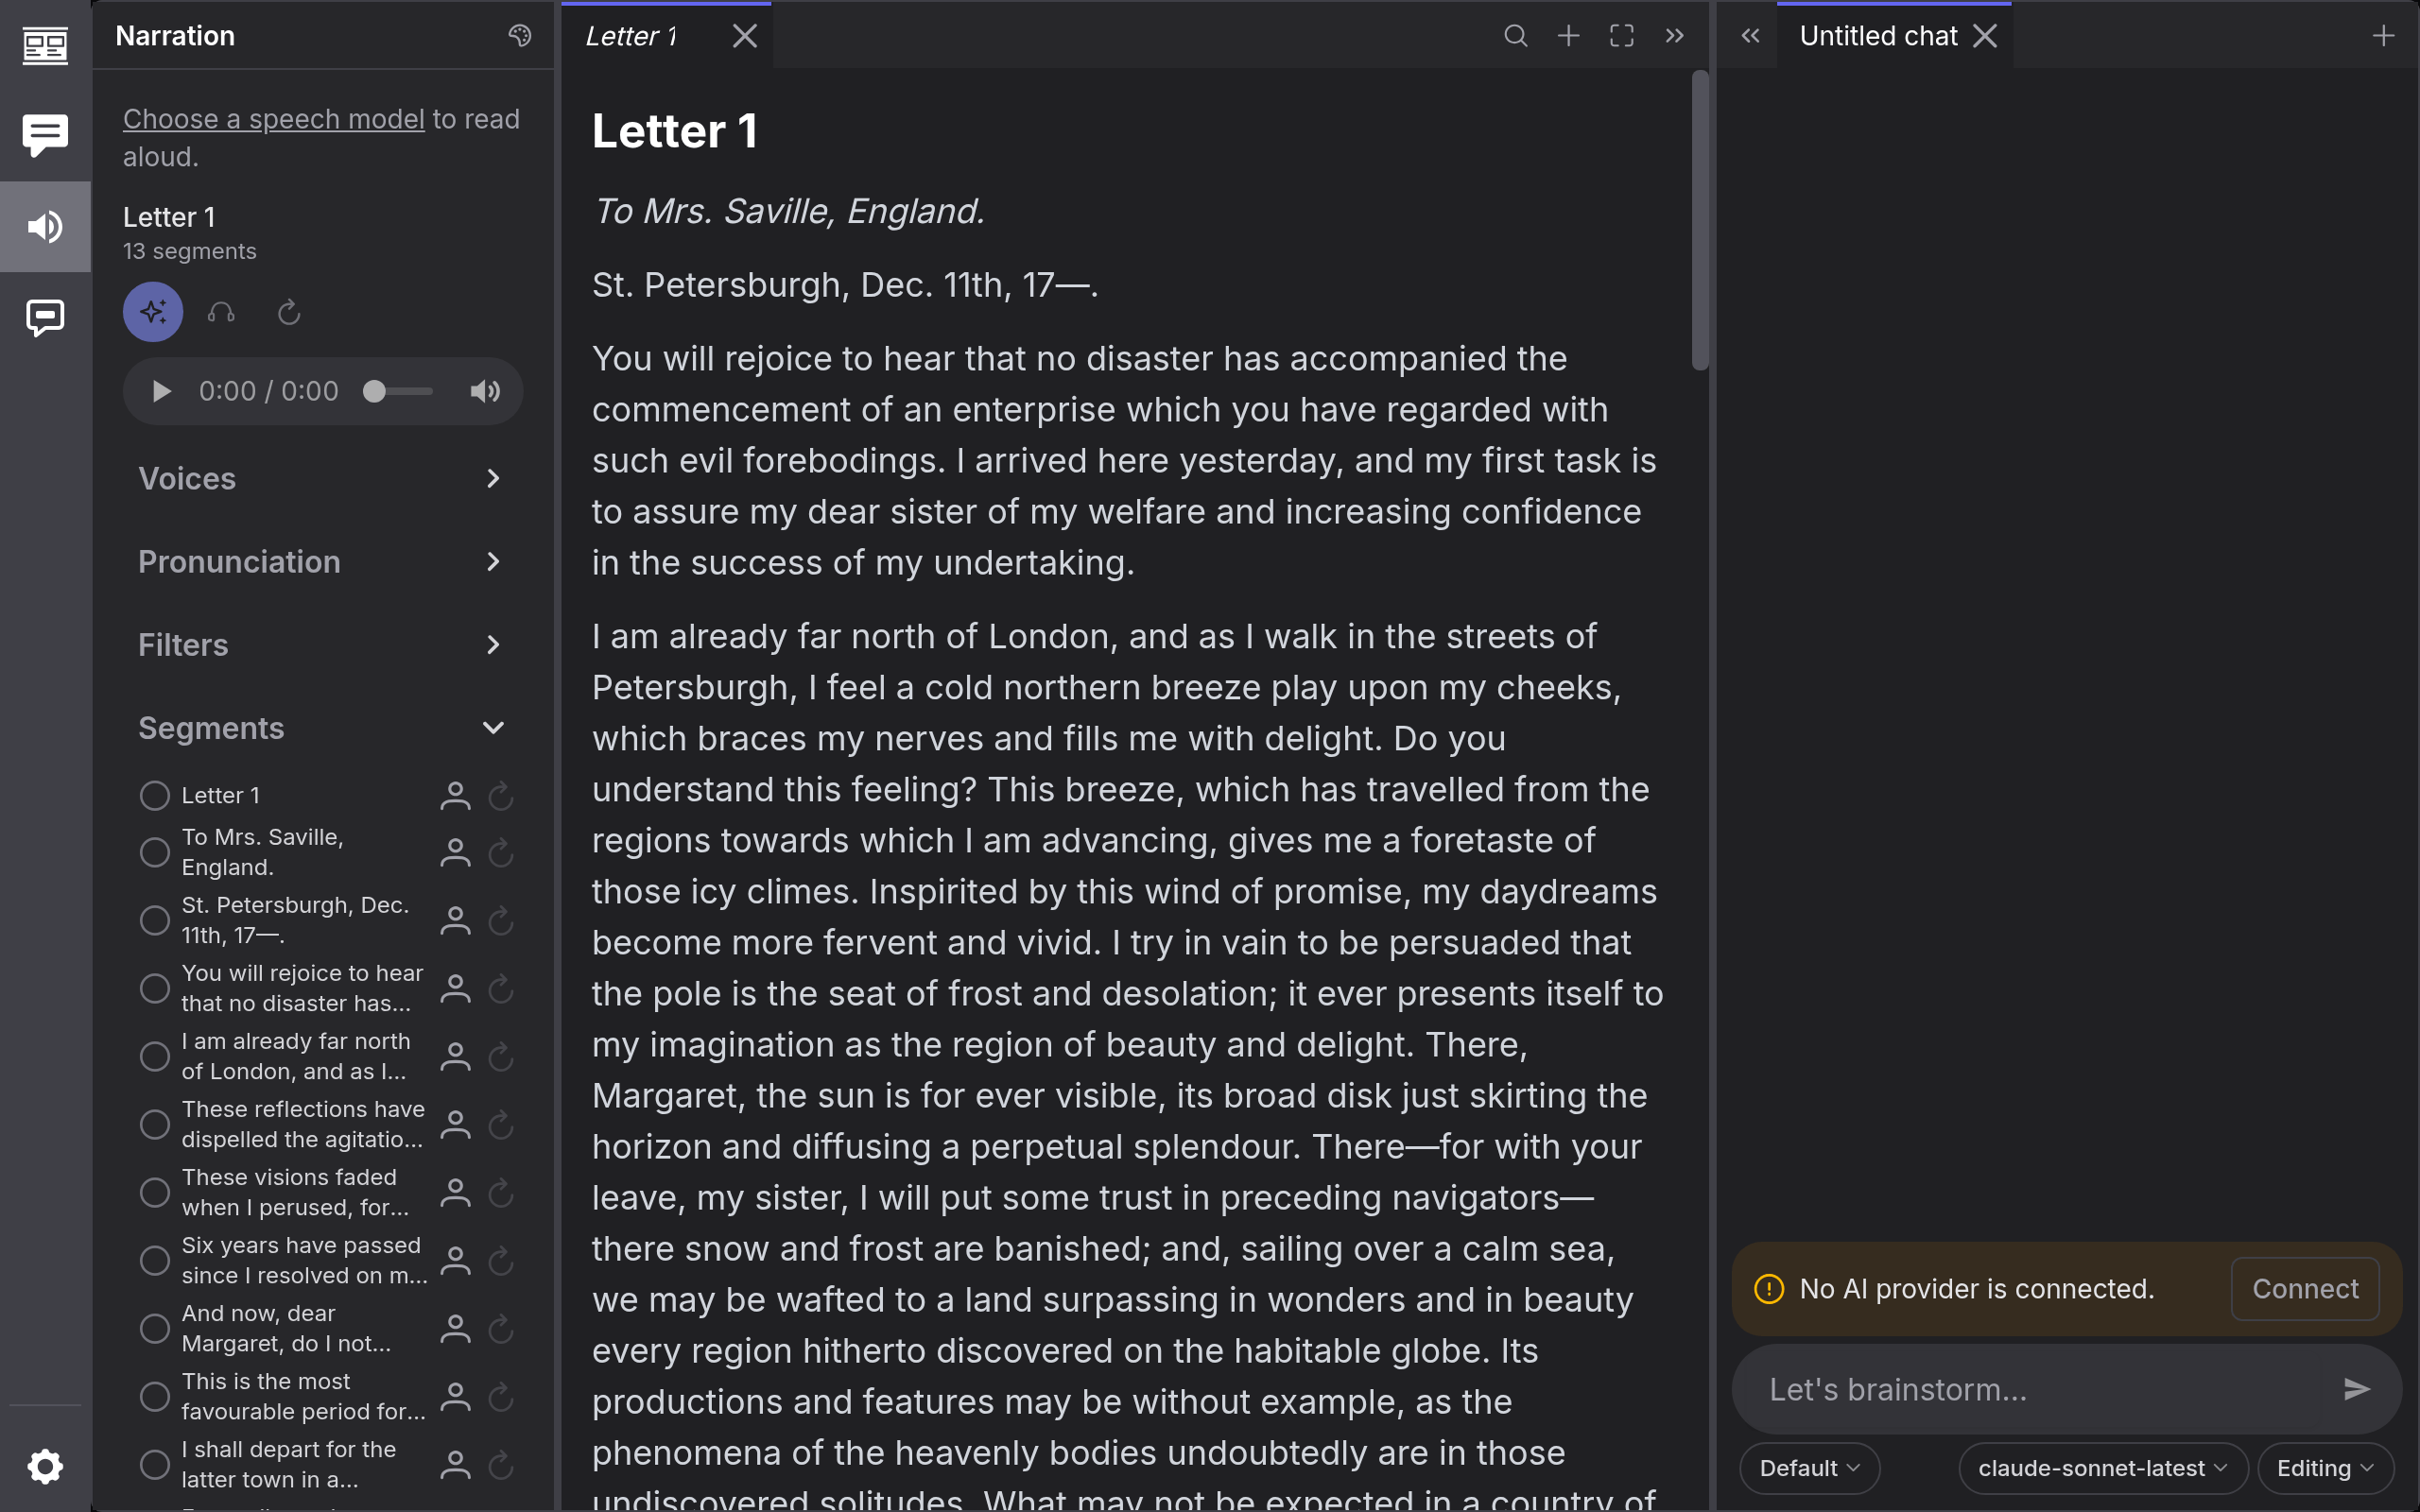 Narration
Choose a speech model to read
aloud.
Letter 1
13 segments
0:00 / 0:00
Voices
Pronunciation
Filters
Segments
Letter 1
To Mrs. Saville,
England.
St. Petersburgh, Dec.
11th, 17—.
You will rejoice to hear
that no disaster has...
I am already far north
of London, and as I...
These reflections have
dispelled the agitatio...
These visions faded
when I perused, for...
Six years have passed
since I resolved on m...
And now, dear
Margaret, do I not...
This is the most
favourable period for...
I shall depart for the
latter town in a...
Letter 1
Letter 1
To Mrs. Saville, England.
St. Petersburgh, Dec. 11th, 17—.
You will rejoice to hear that no disaster has accompanied the
commencement of an enterprise which you have regarded with
such evil forebodings. I arrived here yesterday, and my first task is
to assure my dear sister of my welfare and increasing confidence
in the success of my undertaking.
I am already far north of London, and as I walk in the streets of
Petersburgh, I feel a cold northern breeze play upon my cheeks,
which braces my nerves and fills me with delight. Do you
understand this feeling? This breeze, which has travelled from the
regions towards which I am advancing, gives me a foretaste of
those icy climes. Inspirited by this wind of promise, my daydreams
become more fervent and vivid. I try in vain to be persuaded that
the pole is the seat of frost and desolation; it ever presents itself to
my imagination as the region of beauty and delight. There,
Margaret, the sun is for ever visible, its broad disk just skirting the
horizon and diffusing a perpetual splendour. There—for with your
leave, my sister, I will put some trust in preceding navigators—
there snow and frost are banished; and, sailing over a calm sea,
we may be wafted to a land surpassing in wonders and in beauty
every region hitherto discovered on the habitable globe. Its
productions and features may be without example, as the
phenomena of the heavenly bodies undoubtedly are in those
undiscovered solitudes. What may not be expected in a country of
Untitled chat
No AI provider is connected.
Connect
Let's brainstorm...
Default
claude-sonnet-latest
Editing